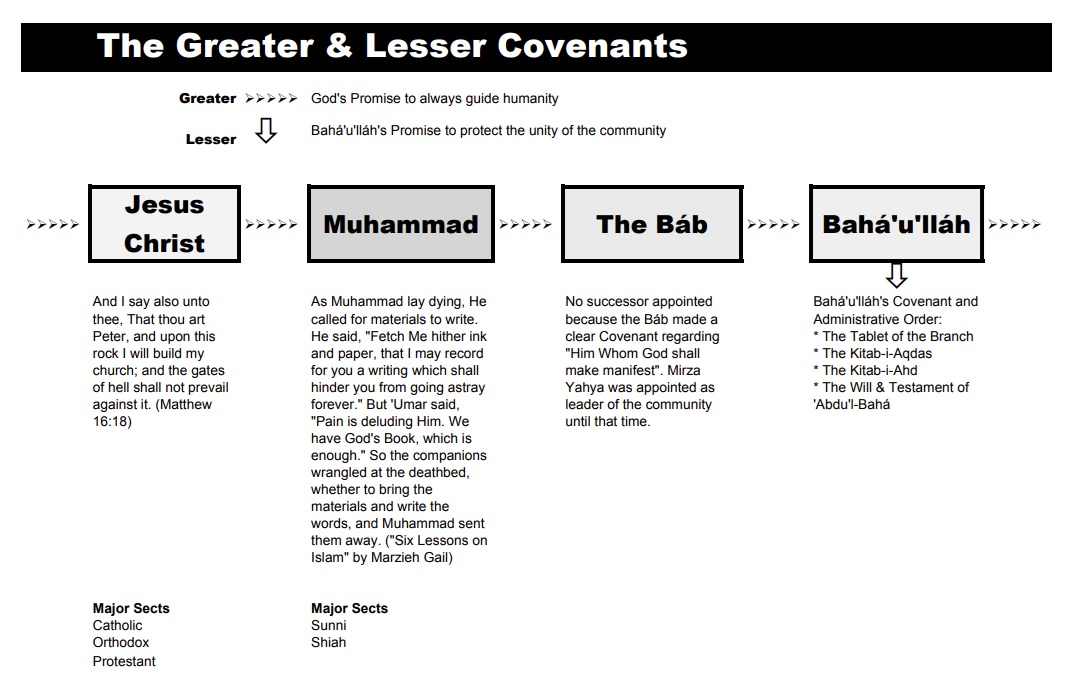 The Greater & Lesser Covenants
Greater ➢➢➢➢➢ God's Promise to always guide humanity
Lesser ⇩ Bahá'u'lláh's Promise to protect the unity of the community
➢➢➢➢➢ Jesus Christ ➢➢➢➢➢ Muhammad ➢➢➢➢➢ The Báb ➢➢➢➢➢ Bahá'u'lláh ➢➢➢➢➢
⇩
And I say also unto
thee, That thou art
Peter, and upon this
rock I will build my
church; and the gates
of hell shall not prevail
against it. (Matthew
16:18)
As Muhammad lay dying, He
called for materials to write.
He said, "Fetch Me hither ink
and paper, that I may record
for you a writing which shall
hinder you from going astray
forever." But 'Umar said,
"Pain is deluding Him. We
have God's Book, which is
enough." So the companions
wrangled at the deathbed,
whether to bring the
materials and write the
words, and Muhammad sent
them away. ("Six Lessons on
Islam" by Marzieh Gail)
No successor appointed
because the Báb made a
clear Covenant regarding
"Him Whom God shall
make manifest". Mirza
Yahya was appointed as
leader of the community
until that time.
Bahá'u'lláh's Covenant and
Administrative Order:
* The Tablet of the Branch
* The Kitab-i-Aqdas
* The Kitab-i-Ahd
* The Will & Testament of
'Abdu'l-Bahá
Major Sects
Catholic
Orthodox
Protestant
Major Sects
Sunni
Shiah